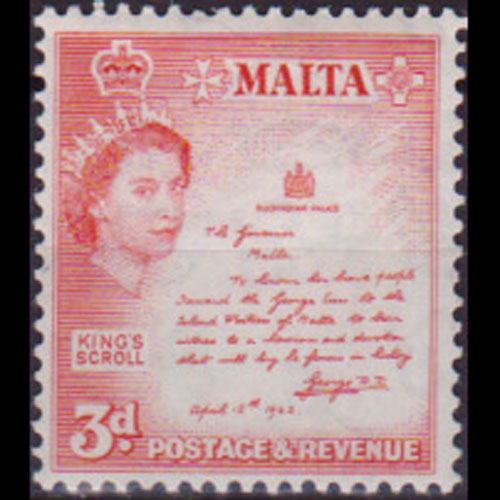 MALTA
BUCKINGHAM PALACE
The Governor
Malta.
To honour her brave people
I award the George Cross to the
Island Fortress of Malta to bear
witness to a heroism and devotion
that will long be famous in history
George R.I.
April 15th 1942
KING'S
SCROLL
3d.
POSTAGE & REVENUE